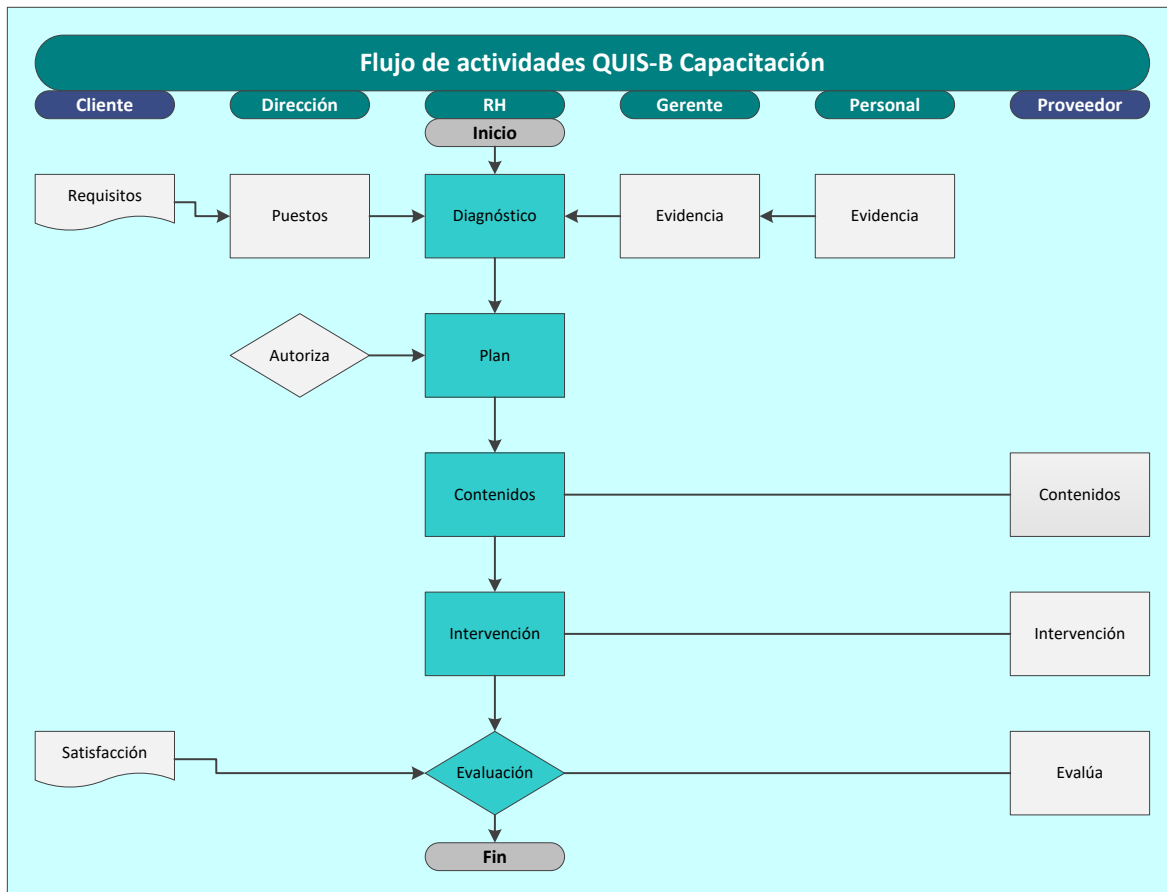 Flujo de actividades QUIS-B Capacitación
Cliente
Dirección
RH
Gerente
Personal
Proveedor
Inicio
Requisitos
Puestos
Diagnóstico
Evidencia
Evidencia
Autoriza
Plan
Contenidos
Contenidos
Intervención
Intervención
Satisfacción
Evaluación
Evalúa
Fin